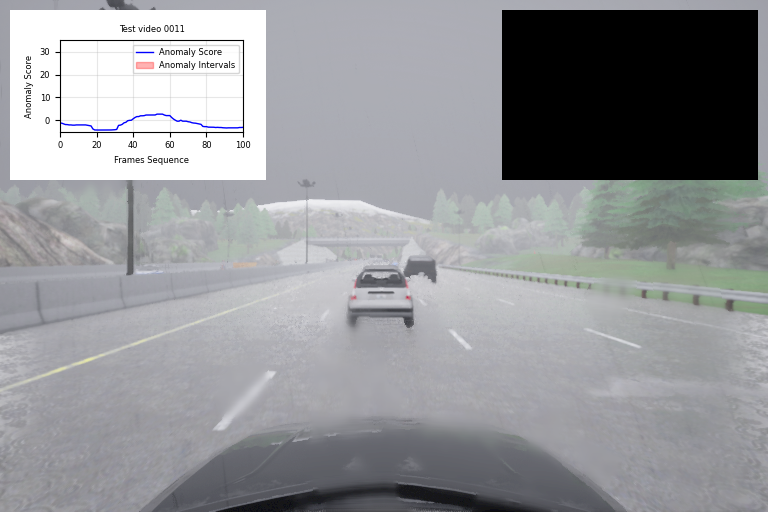 Test video 0011
Anomaly Score
30
20
10
0
Anomaly Score
Anomaly Intervals
0 20 40 60 80 100
Frames Sequence